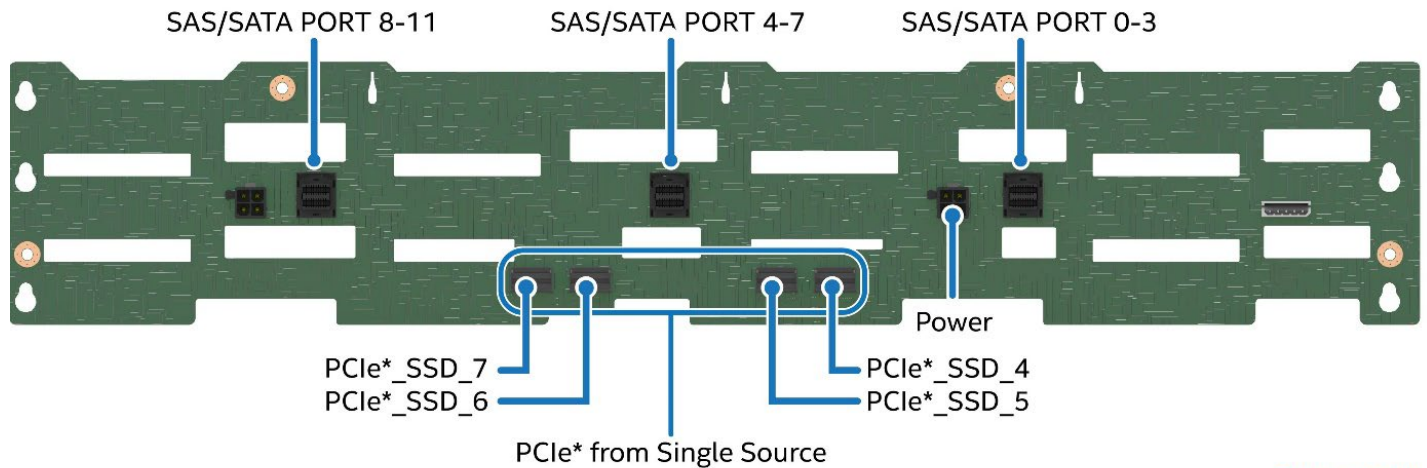 SAS/SATA PORT 8-11
SAS/SATA PORT 4-7
SAS/SATA PORT 0-3
Power
PCIe*_SSD_7
PCIe*_SSD_4
PCIe*_SSD_6
PCIe*_SSD_5
PCIe* from Single Source